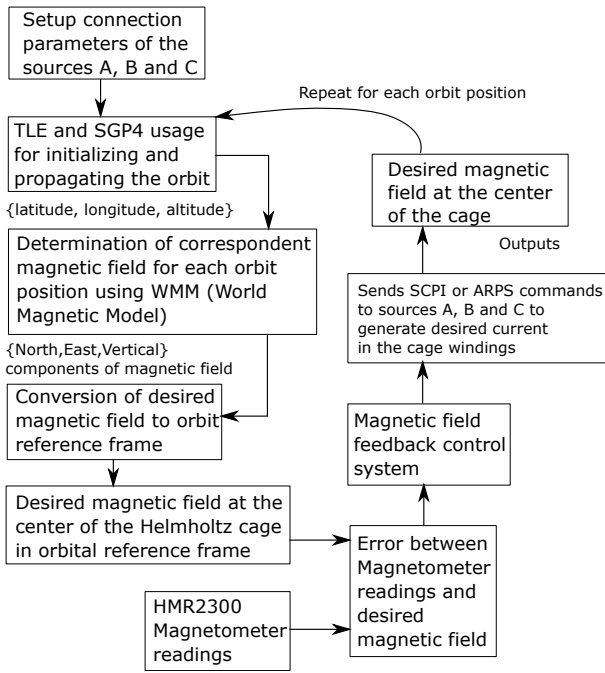 Setup connection
parameters of the
sources A, B and C
Repeat for each orbit position
TLE and SGP4 usage
for initializing and
propagating the orbit
{latitude, longitude, altitude}
Determination of correspondent
magnetic field for each orbit
position using WMM (World
Magnetic Model)
{North,East,Vertical}
components of magnetic field
Conversion of desired
magnetic field to orbit
reference frame
Desired magnetic field at the
center of the Helmholtz cage
in orbital reference frame
HMR2300
Magnetometer
readings
Error between
Magnetometer
readings and
desired
magnetic field
Magnetic field
feedback control
system
Sends SCPI or ARPS commands
to sources A, B and C to
generate desired current
in the cage windings
Outputs
Desired magnetic
field at the center
of the cage